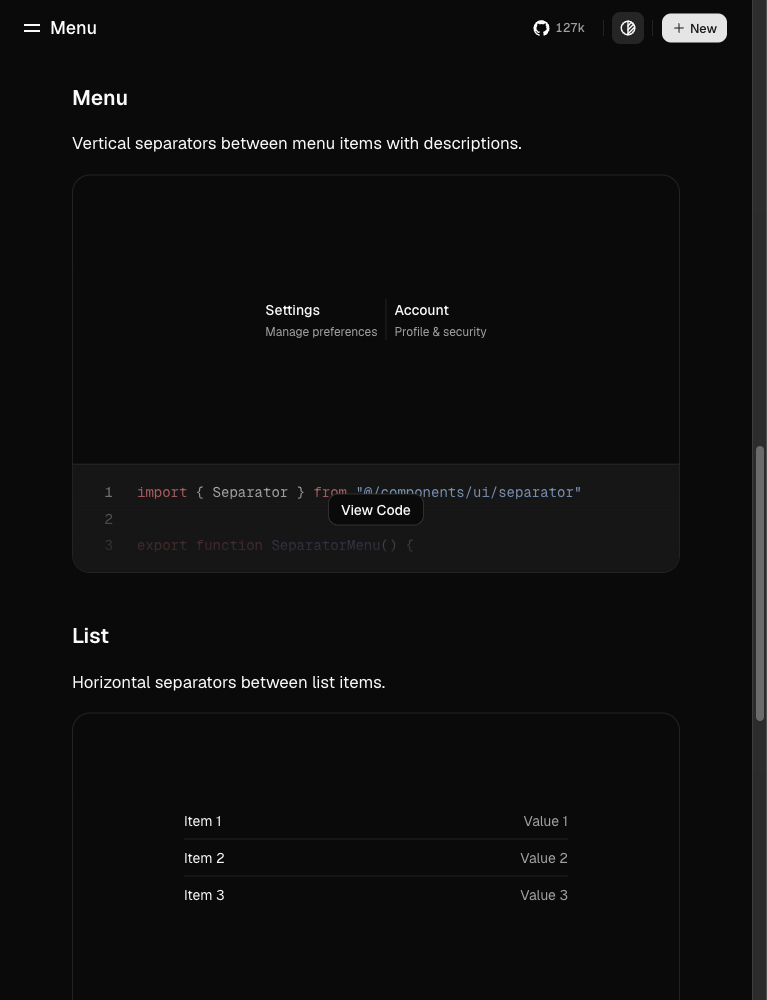 Menu
127k
New
Menu
Vertical separators between menu items with descriptions.
Settings
Account
Manage preferences
Profile & security
1 import { Separator } from "@/components/ui/separator"
View Code
2
3 export function SeparatorMenu() {
List
Horizontal separators between list items.
Item 1 Value 1
Item 2 Value 2
Item 3 Value 3